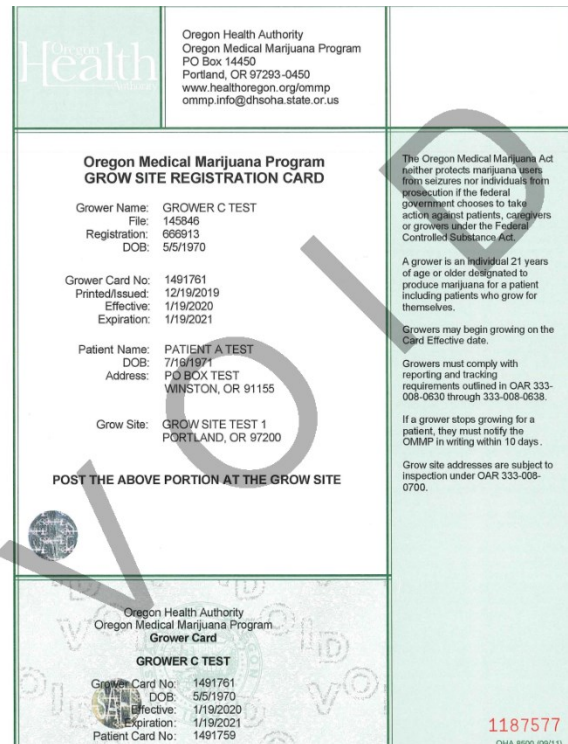 Oregon
Health
Authority
Oregon Health Authority
Oregon Medical Marijuana Program
PO Box 14450
Portland, OR 97293-0450
www.healthoregon.org/ommp
ommp.info@dhsoha.state.or.us
Oregon Medical Marijuana Program
GROW SITE REGISTRATION CARD
Grower Name: GROWER C TEST
File: 145846
Registration: 666913
DOB: 5/5/1970
Grower Card No: 1491761
Printed/Issued: 12/19/2019
Effective: 1/19/2020
Expiration: 1/19/2021
Patient Name: PATIENT A TEST
DOB: 7/16/1971
Address: PO BOX TEST
WINSTON, OR 91155
Grow Site: GROW SITE TEST 1
PORTLAND, OR 97200
POST THE ABOVE PORTION AT THE GROW SITE
The Oregon Medical Marijuana Act
neither protects marijuana users
from seizures nor individuals from
prosecution if the federal
government chooses to take
action against patients, caregivers
or growers under the Federal
Controlled Substance Act.
A grower is an individual 21 years
of age or older designated to
produce marijuana for a patient
including patients who grow for
themselves.
Growers may begin growing on the
Card Effective date.
Growers must comply with
reporting and tracking
requirements outlined in OAR 333-
008-0630 through 333-008-0638.
If a grower stops growing for a
patient, they must notify the
OMMP in writing within 10 days.
Grow site addresses are subject to
inspection under OAR 333-008-
0700.
VOID
Oregon Health Authority
Oregon Medical Marijuana Program
Grower Card
GROWER C TEST
Grower Card No: 1491761
DOB: 5/5/1970
Effective: 1/19/2020
Expiration: 1/19/2021
Patient Card No: 1491759
1187577
OHA 8500 (09/11)